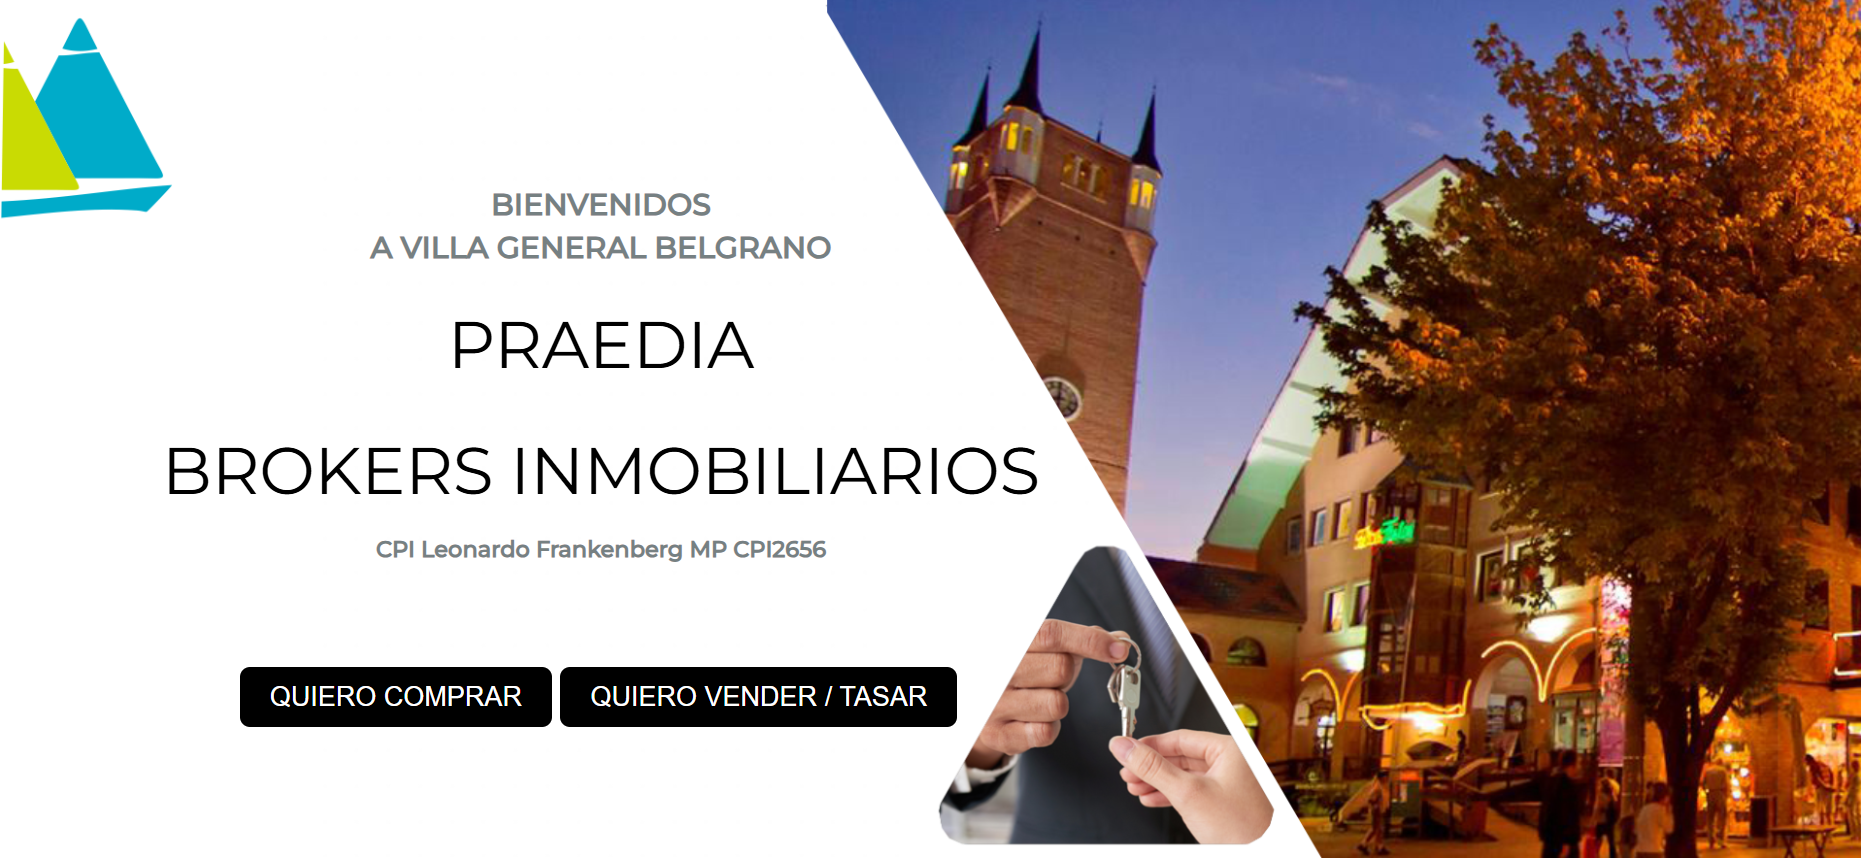 BIENVENIDOS
A VILLA GENERAL BELGRANO
PRAEDIA
BROKERS INMOBILIARIOS
CPI Leonardo Frankenberg MP CPI2656
QUIERO COMPRAR
QUIERO VENDER / TASAR